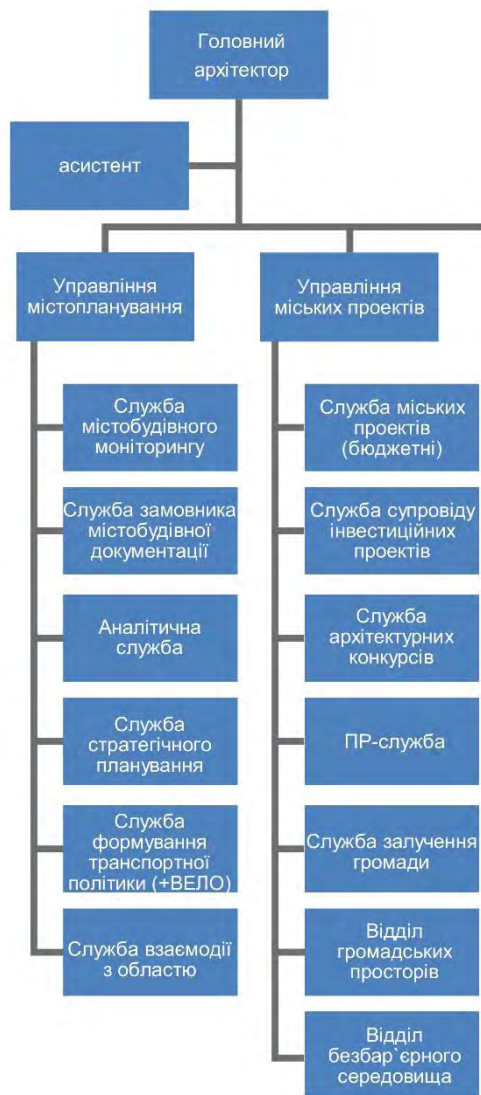 Головний
архітектор
асистент
Управління
містопланування
Служба
містобудівного
моніторингу
Служба замовника
містобудівної
документації
Аналітична
служба
Служба
стратегічного
планування
Служба
формування
транспортної
політики (+ВЕЛО)
Служба взаємодії
з областю
Управління
міських проектів
Служба міських
проектів
(бюджетні)
Служба супровіду
інвестиційних
проектів
Служба
архітектурних
конкурсів
ПР-служба
Служба залучення
громади
Відділ
громадських
просторів
Відділ
безбар`єрного
середовища